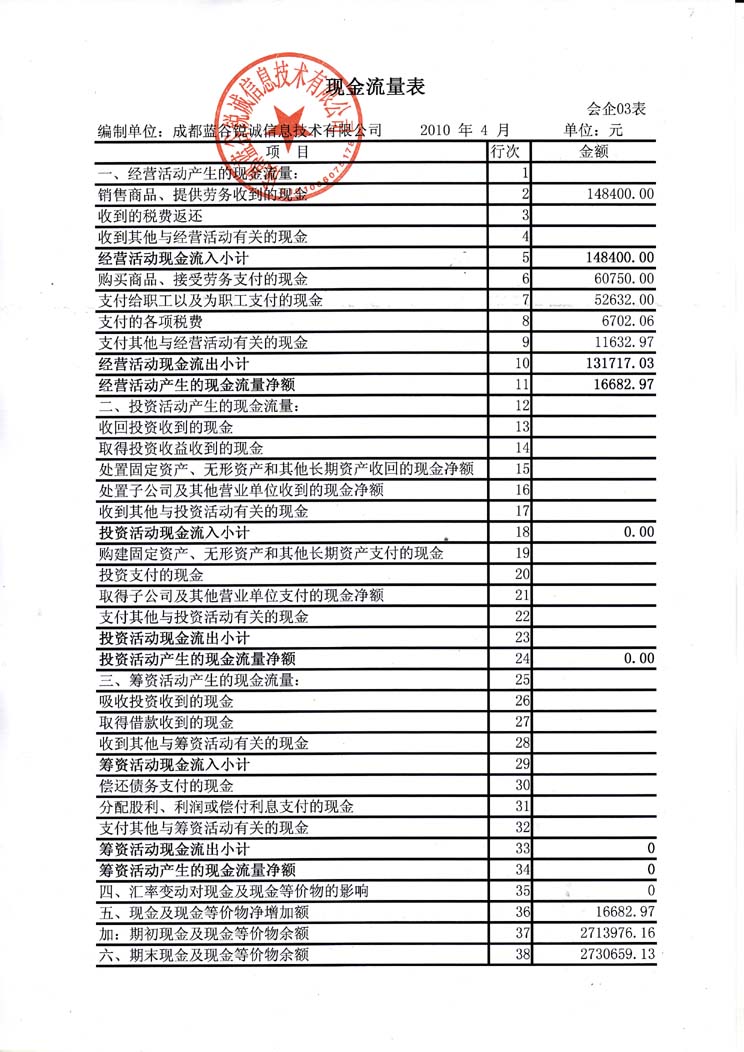 现金流量表
会企03表
编制单位：成都蓝谷锐诚信息技术有限公司 2010 年 4 月 单位：元
项 目 行次 金额
一、经营活动产生的现金流量： 1
销售商品、提供劳务收到的现金 2 148400.00
收到的税费返还 3
收到其他与经营活动有关的现金 4
经营活动现金流入小计 5 148400.00
购买商品、接受劳务支付的现金 6 60750.00
支付给职工以及为职工支付的现金 7 52632.00
支付的各项税费 8 6702.06
支付其他与经营活动有关的现金 9 11632.97
经营活动现金流出小计 10 131717.03
经营活动产生的现金流量净额 11 16682.97
二、投资活动产生的现金流量： 12
收回投资收到的现金 13
取得投资收益收到的现金 14
处置固定资产、无形资产和其他长期资产收回的现金净额 15
处置子公司及其他营业单位收到的现金净额 16
收到其他与投资活动有关的现金 17
投资活动现金流入小计 18 0.00
购建固定资产、无形资产和其他长期资产支付的现金 19
投资支付的现金 20
取得子公司及其他营业单位支付的现金净额 21
支付其他与投资活动有关的现金 22
投资活动现金流出小计 23
投资活动产生的现金流量净额 24 0.00
三、筹资活动产生的现金流量： 25
吸收投资收到的现金 26
取得借款收到的现金 27
收到其他与筹资活动有关的现金 28
筹资活动现金流入小计 29
偿还债务支付的现金 30
分配股利、利润或偿付利息支付的现金 31
支付其他与筹资活动有关的现金 32
筹资活动现金流出小计 33 0
筹资活动产生的现金流量净额 34 0
四、汇率变动对现金及现金等价物的影响 35 0
五、现金及现金等价物净增加额 36 16682.97
加：期初现金及现金等价物余额 37 2713976.16
六、期末现金及现金等价物余额 38 2730659.13